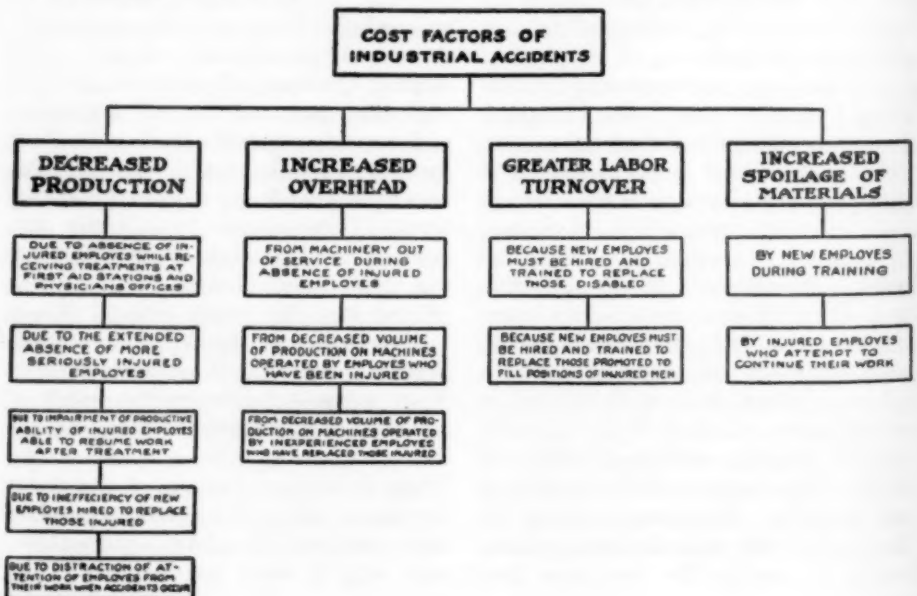 COST FACTORS OF
INDUSTRIAL ACCIDENTS
DECREASED
PRODUCTION
DUE TO ABSENCE OF IN-
JURED EMPLOYES WHILE RE-
CEIVING TREATMENTS AT
FIRST AID STATIONS AND
PHYSICIANS OFFICES
DUE TO THE EXTENDED
ABSENCE OF MORE
SERIOUSLY INJURED
EMPLOYES
DUE TO IMPAIRMENT OF PRODUCTIVE
ABILITY OF INJURED EMPLOYES
ABLE TO RESUME WORK
AFTER TREATMENT
DUE TO INEFFECIENCY OF NEW
EMPLOYES HIRED TO REPLACE
THOSE INJURED
DUE TO DISTRACTION OF AT-
TENTION OF EMPLOYES FROM
THEIR WORK WHEN ACCIDENTS OCCUR
INCREASED
OVERHEAD
FROM MACHINERY OUT
OF SERVICE DURING
ABSENCE OF INJURED
EMPLOYES
FROM DECREASED VOLUME
OF PRODUCTION ON MACHINES
OPERATED BY EMPLOYES WHO
HAVE BEEN INJURED
FROM DECREASED VOLUME OF PRO-
DUCTION ON MACHINES OPERATED
BY INEXPERIENCED EMPLOYES
WHO HAVE REPLACED THOSE INJURED
GREATER LABOR
TURNOVER
BECAUSE NEW EMPLOYES
MUST BE HIRED AND
TRAINED TO REPLACE
THOSE DISABLED
BECAUSE NEW EMPLOYES MUST
BE HIRED AND TRAINED TO
REPLACE THOSE PROMOTED TO
FILL POSITIONS OF INJURED MEN
INCREASED
SPOILAGE OF
MATERIALS
BY NEW EMPLOYES
DURING TRAINING
BY INJURED EMPLOYES
WHO ATTEMPT TO
CONTINUE THEIR WORK